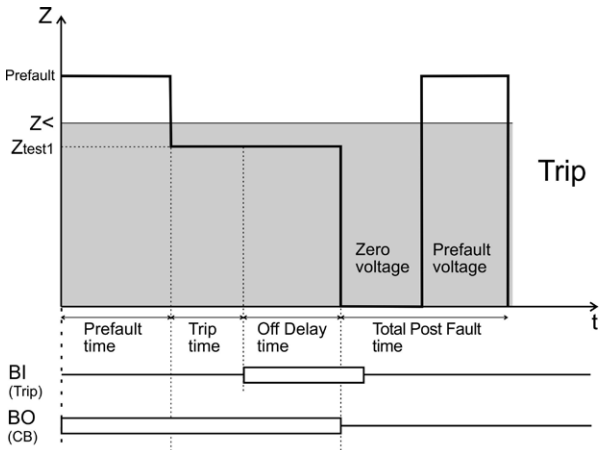 Z
Prefault
Z<
Ztest1
Trip
Zero
voltage
Prefault
voltage
t
Prefault
time
Trip
time
Off Delay
time
Total Post Fault
time
BI
(Trip)
BO
(CB)